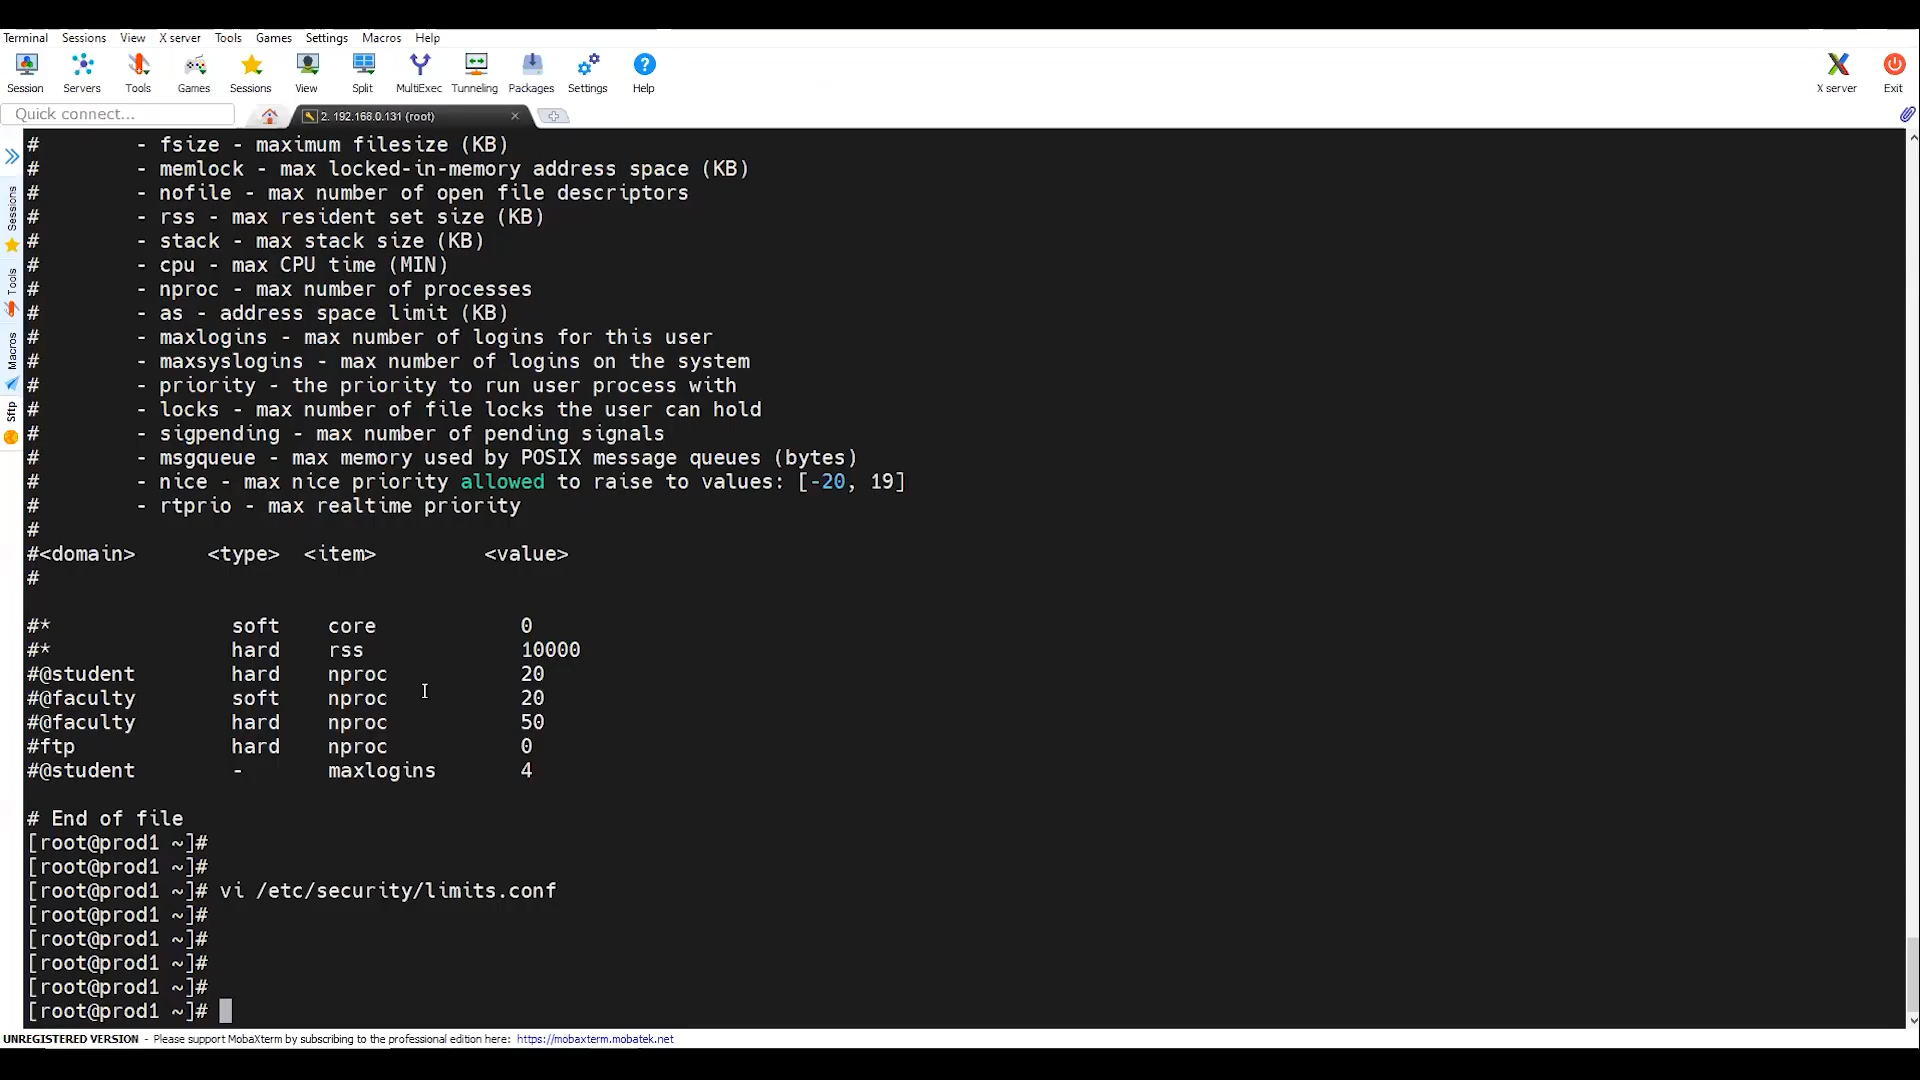 Terminal Sessions View X server Tools Games Settings Macros Help
Session Servers Tools Games Sessions View Split MultiExec Tunneling Packages Settings Help X server Exit
Quick connect... 2. 192.168.0.131 (root)
Sessions
Tools
Macros
Sftp
# - fsize - maximum filesize (KB)
# - memlock - max locked-in-memory address space (KB)
# - nofile - max number of open file descriptors
# - rss - max resident set size (KB)
# - stack - max stack size (KB)
# - cpu - max CPU time (MIN)
# - nproc - max number of processes
# - as - address space limit (KB)
# - maxlogins - max number of logins for this user
# - maxsyslogins - max number of logins on the system
# - priority - the priority to run user process with
# - locks - max number of file locks the user can hold
# - sigpending - max number of pending signals
# - msgqueue - max memory used by POSIX message queues (bytes)
# - nice - max nice priority allowed to raise to values: [-20, 19]
# - rtprio - max realtime priority
#
#<domain> <type> <item> <value>
#
#* soft core 0
#* hard rss 10000
#@student hard nproc 20
#@faculty soft nproc 20
#@faculty hard nproc 50
#ftp hard nproc 0
#@student - maxlogins 4
# End of file
[root@prod1 ~]#
[root@prod1 ~]#
[root@prod1 ~]# vi /etc/security/limits.conf
[root@prod1 ~]#
[root@prod1 ~]#
[root@prod1 ~]#
[root@prod1 ~]#
[root@prod1 ~]#
UNREGISTERED VERSION - Please support MobaXterm by subscribing to the professional edition here: https://mobaxterm.mobatek.net